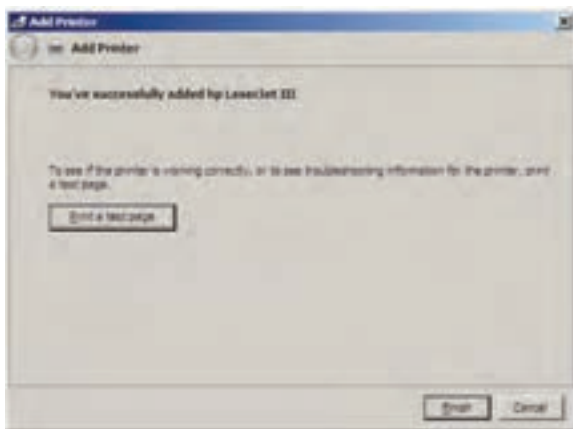 Add Printer
Add Printer
You've successfully added hp LaserJet III
To see if the printer is working correctly, or to see troubleshooting information for the printer, print
a test page.
Print a test page
Finish
Cancel